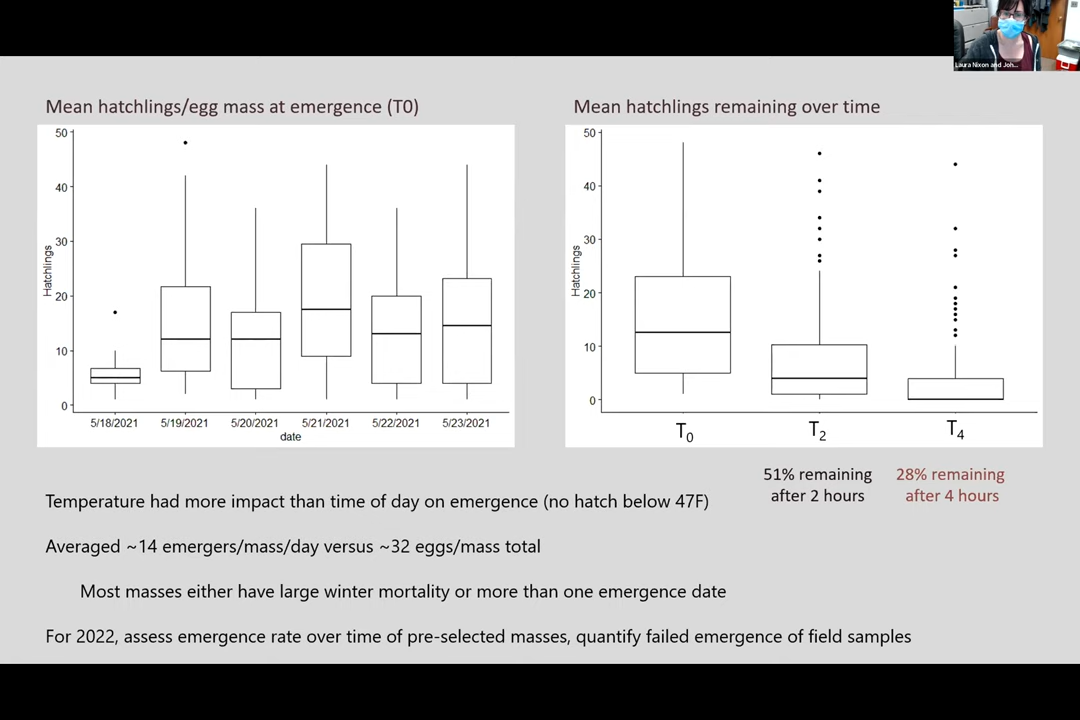 Laura Nixon and Joh...
Mean hatchlings/egg mass at emergence (T0)
50
40
30
20
10
0
Hatchlings
5/18/2021 5/19/2021 5/20/2021 5/21/2021 5/22/2021 5/23/2021
date
Mean hatchlings remaining over time
50
40
30
20
10
0
Hatchlings
T0 T2 T4
51% remaining
after 2 hours
28% remaining
after 4 hours
Temperature had more impact than time of day on emergence (no hatch below 47F)
Averaged ~14 emergers/mass/day versus ~32 eggs/mass total
Most masses either have large winter mortality or more than one emergence date
For 2022, assess emergence rate over time of pre-selected masses, quantify failed emergence of field samples